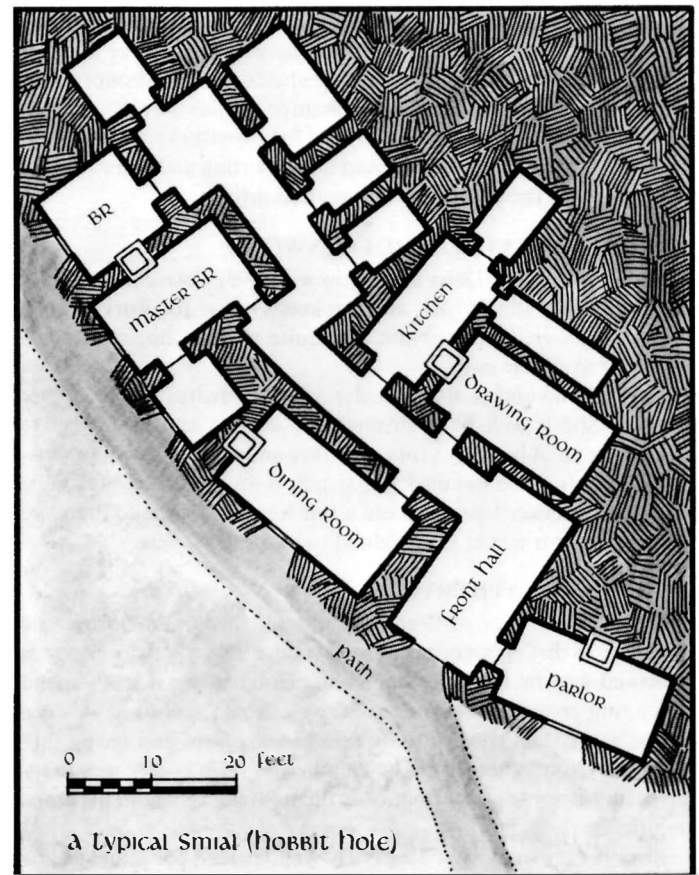 BR
Master BR
Kitchen
Drawing Room
Dining Room
Front Hall
Parlor
Path
0 10 20 feet
A Typical Smial (Hobbit Hole)